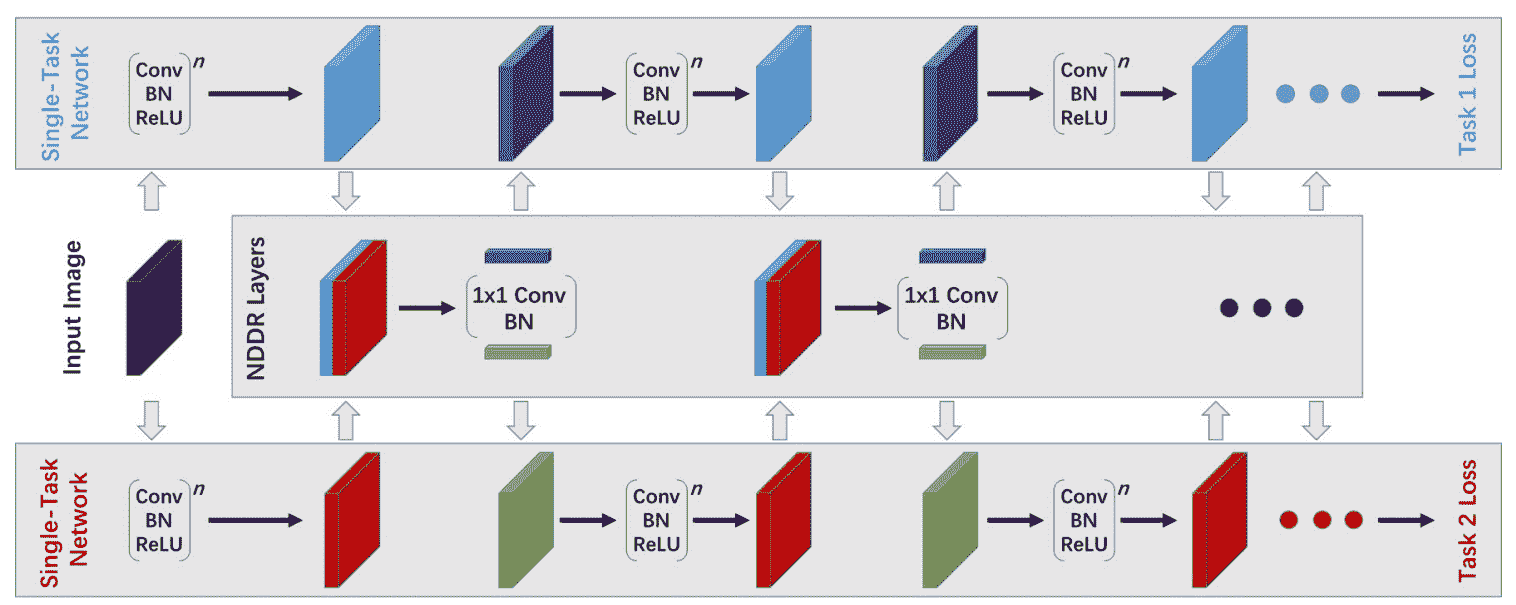 Single-Task
Network
Conv
BN
ReLU
n
Conv
BN
ReLU
n
Conv
BN
ReLU
n
Task 1 Loss
Input Image
NDDR Layers
1x1 Conv
BN
1x1 Conv
BN
Single-Task
Network
Conv
BN
ReLU
n
Conv
BN
ReLU
n
Conv
BN
ReLU
n
Task 2 Loss